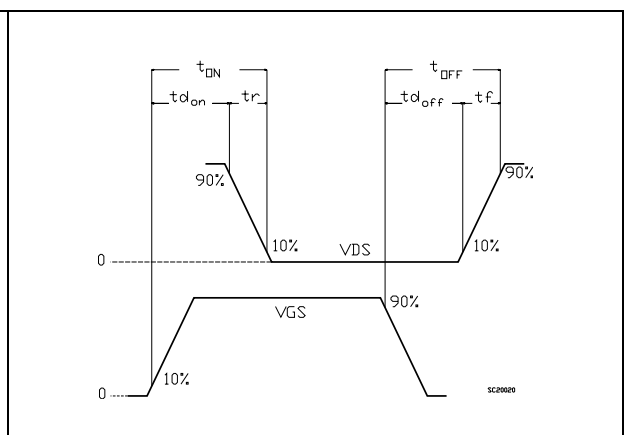 tON tOFF
tdon tr tdoff tf
90% 90%
10% 10%
0 VDS
90%
VGS
10%
0
SC20020